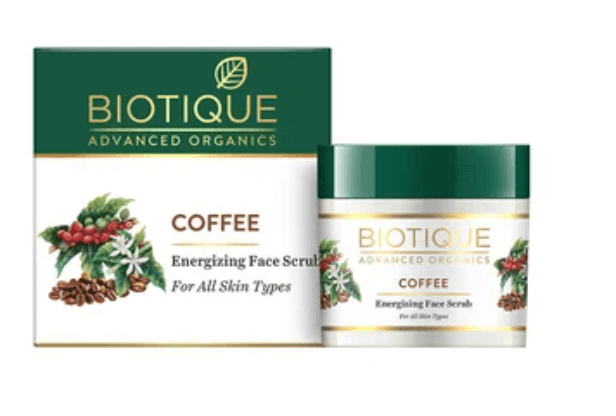 BIOTIQUE
ADVANCED ORGANICS
COFFEE
Energizing Face Scrub
For All Skin Types
BIOTIQUE
ADVANCED ORGANICS
COFFEE
Energizing Face Scrub
For All Skin Types